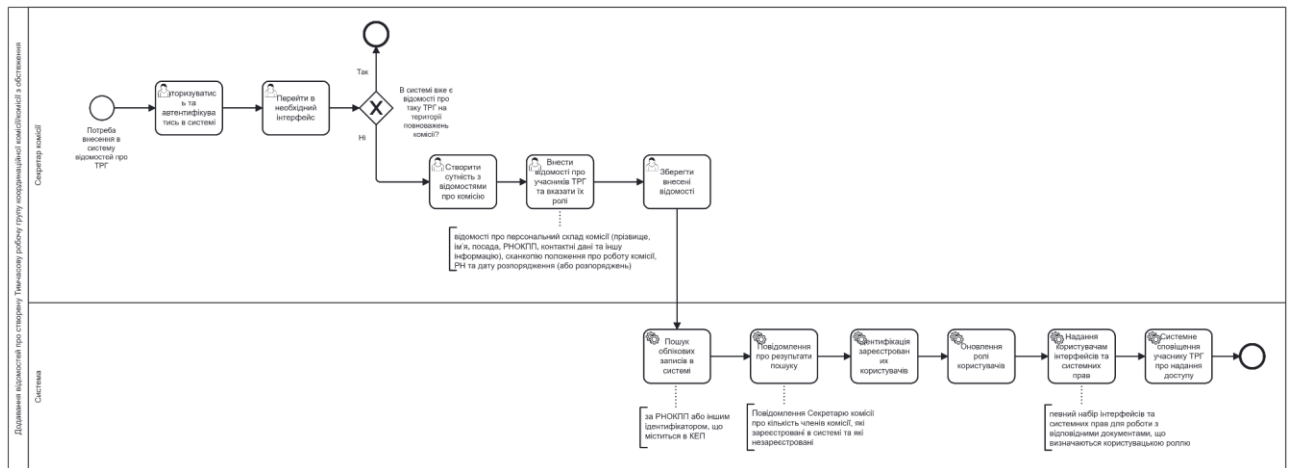 Додавання відомостей про створену Тимчасову робочу групу координаційної комісії/комісії з обстеження
Секретар комісії
Потреба
внесення в
систему
відомостей про
ТРГ
вторизуватис
ь та
автентифікува
тись в системі
Перейти в
необхідний
інтерфейс
Так
Ні
В системі вже є
відомості про
таку ТРГ на
території
повноважень
комісії?
Створити
сутність з
відомостями
про комісію
Внести
відомості про
учасників ТРГ
та вказати їх
ролі
Зберегти
внесені
відомості
відомості про персональний склад комісії (прізвище,
ім'я, посада, РНОКПП, контактні дані та іншу
інформацію), сканкопію положення про роботу комісії,
РН та дату розпорядження (або розпоряджень)
Система
Пошук
облікових
записів в
системі
Повідомлення
про результати
пошуку
дентифікація
зареєстрован
их
користувачів
Оновлення
ролі
користувачів
Надання
користувачам
інтерфейсів та
системних
прав
Системне
сповіщення
учаснику ТРГ
про надання
доступу
за РНОКПП або іншим
ідентифікатором, що
міститься в КЕП
Повідомлення Секретарю комісії
про кількість членів комісії, які
зареєстровані в системі та які
незареєстровані
певний набір інтерфейсів та
системних прав для роботи з
відповідними документами, що
визначаються користувацькою роллю